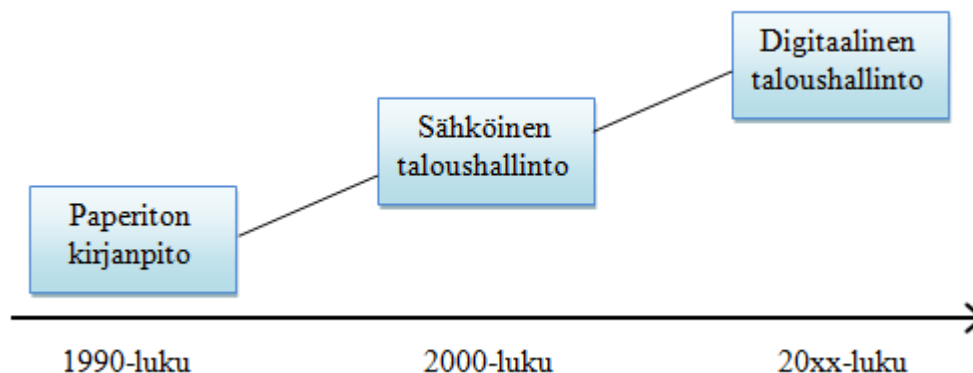 Digitaalinen
taloushallinto
Sähköinen
taloushallinto
Paperiton
kirjanpito
1990-luku
2000-luku
20xx-luku